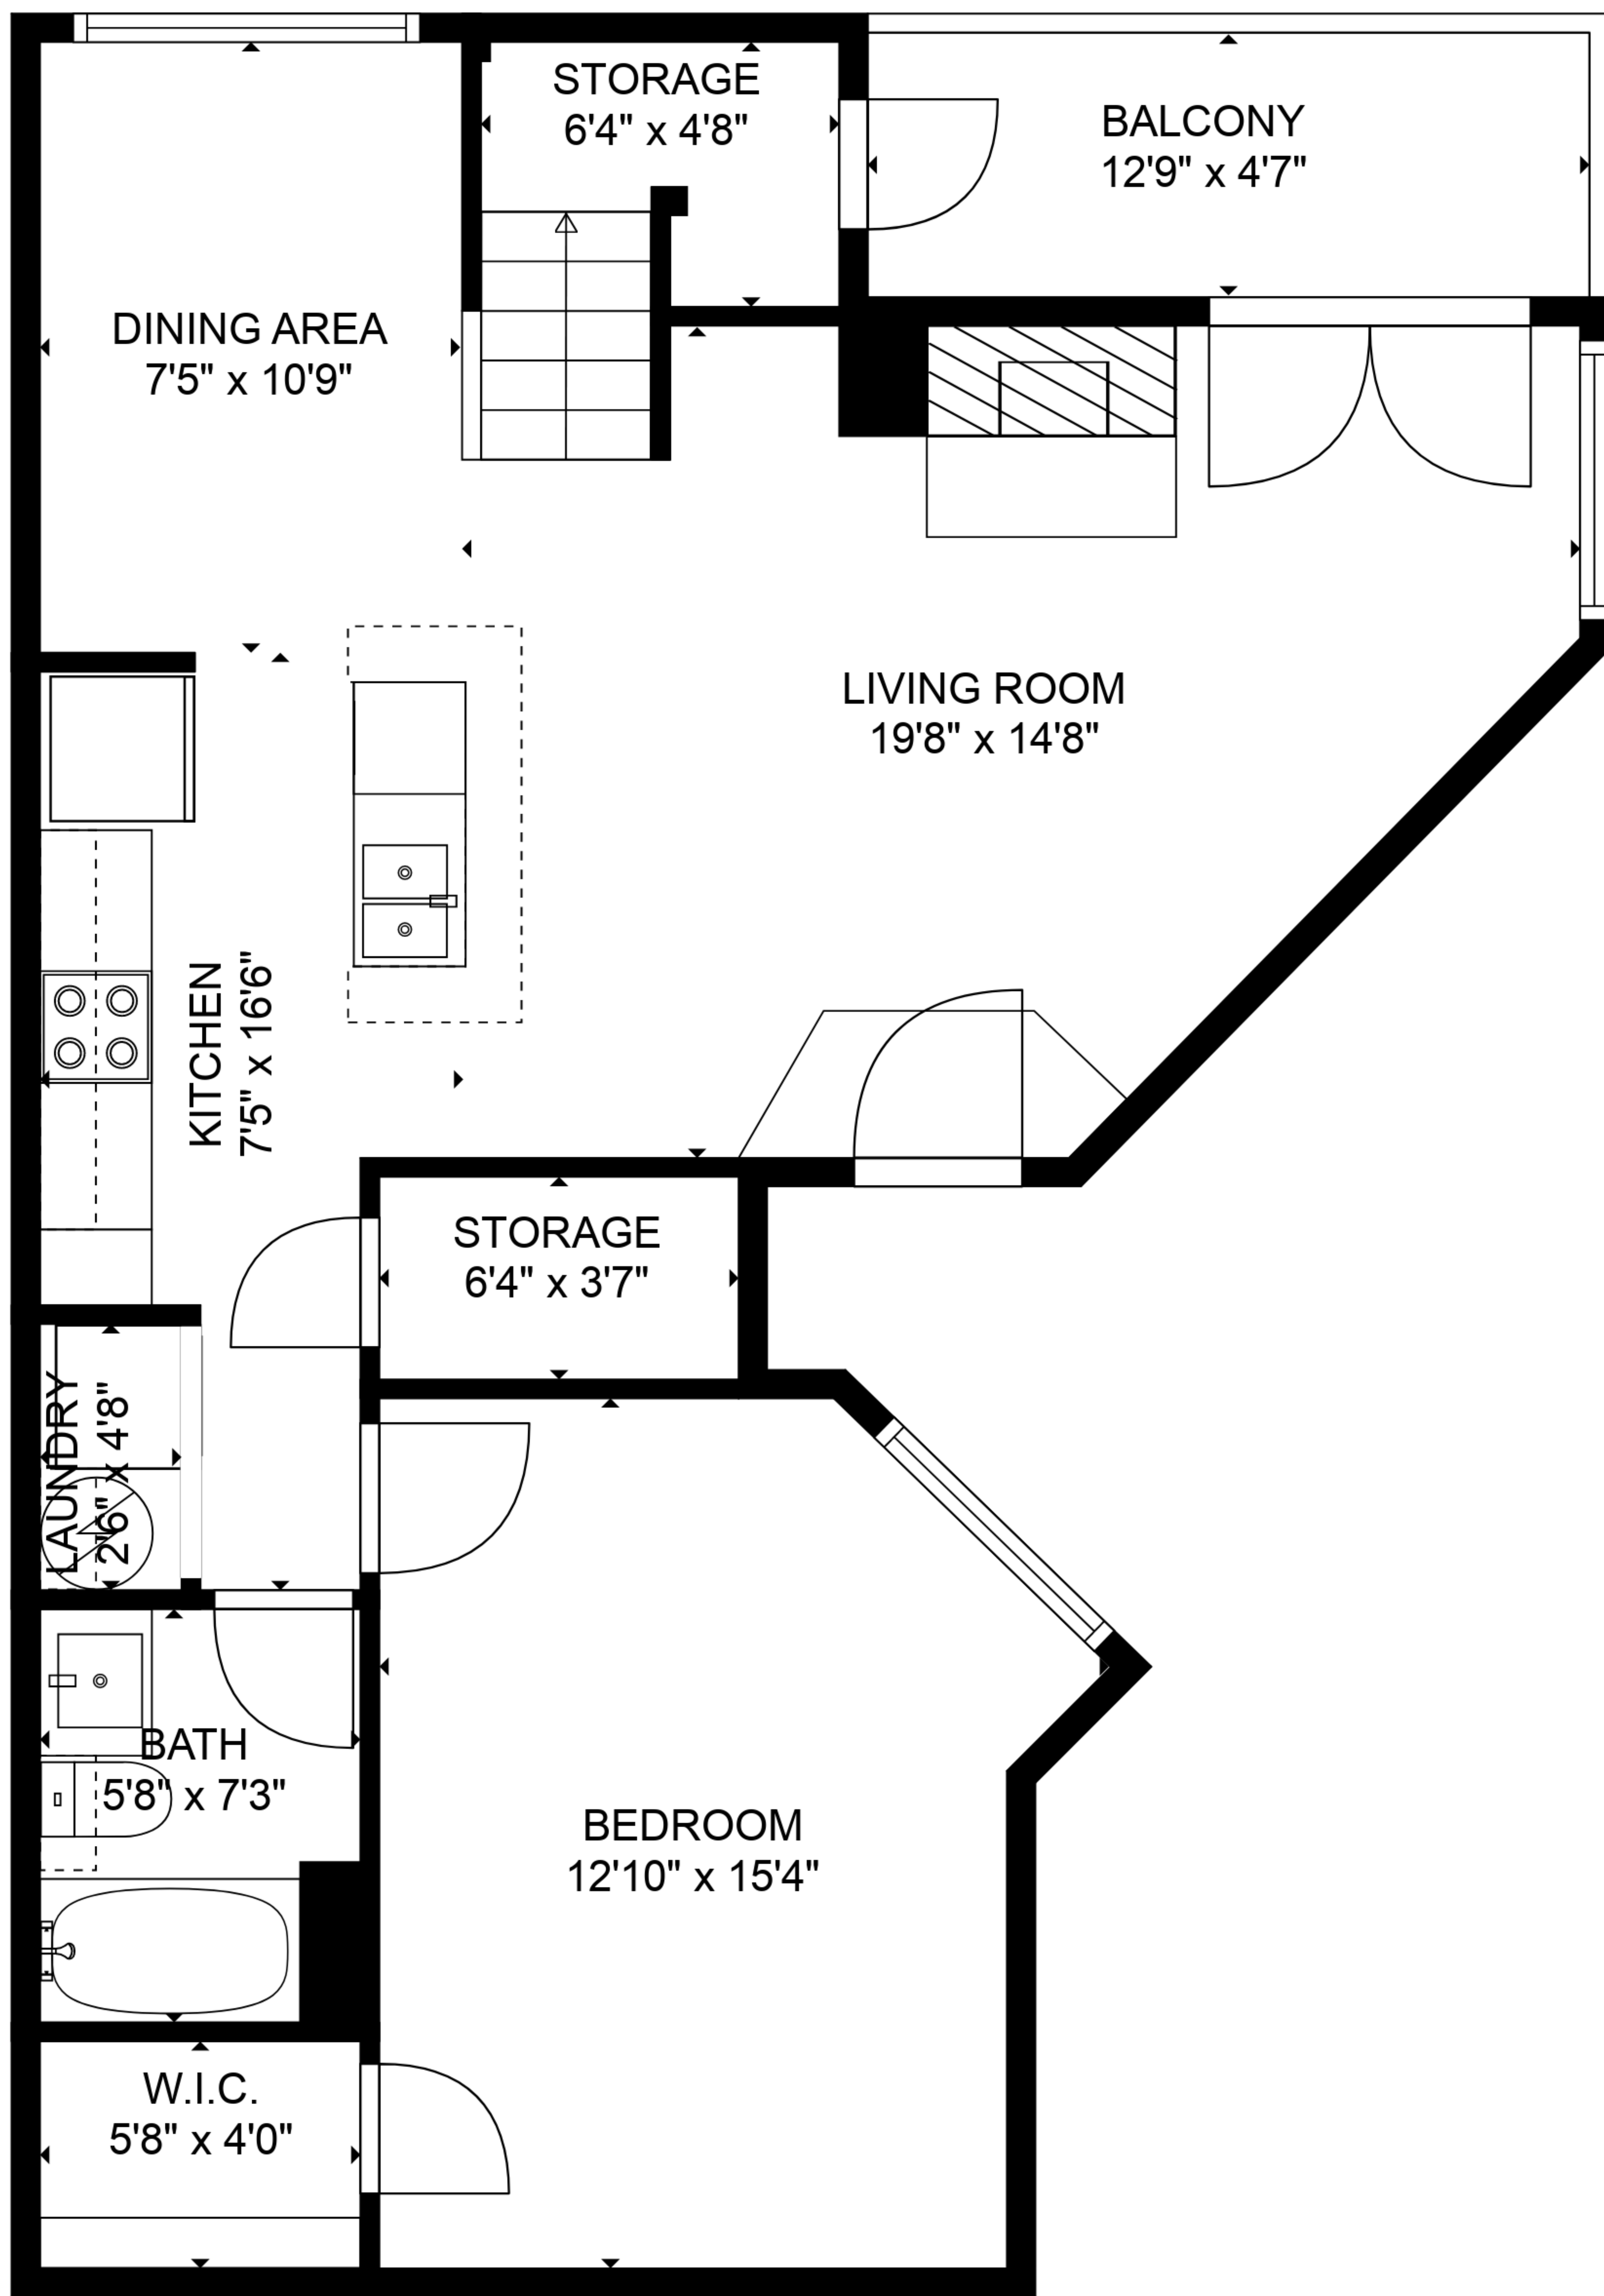 STORAGE
6'4" x 4'8"
BALCONY
12'9" x 4'7"
DINING AREA
7'5" x 10'9"
LIVING ROOM
19'8" x 14'8"
KITCHEN
7'5" x 16'6"
STORAGE
6'4" x 3'7"
LAUNDRY
2'6" x 4'8"
BATH
5'8" x 7'3"
BEDROOM
12'10" x 15'4"
W.I.C.
5'8" x 4'0"